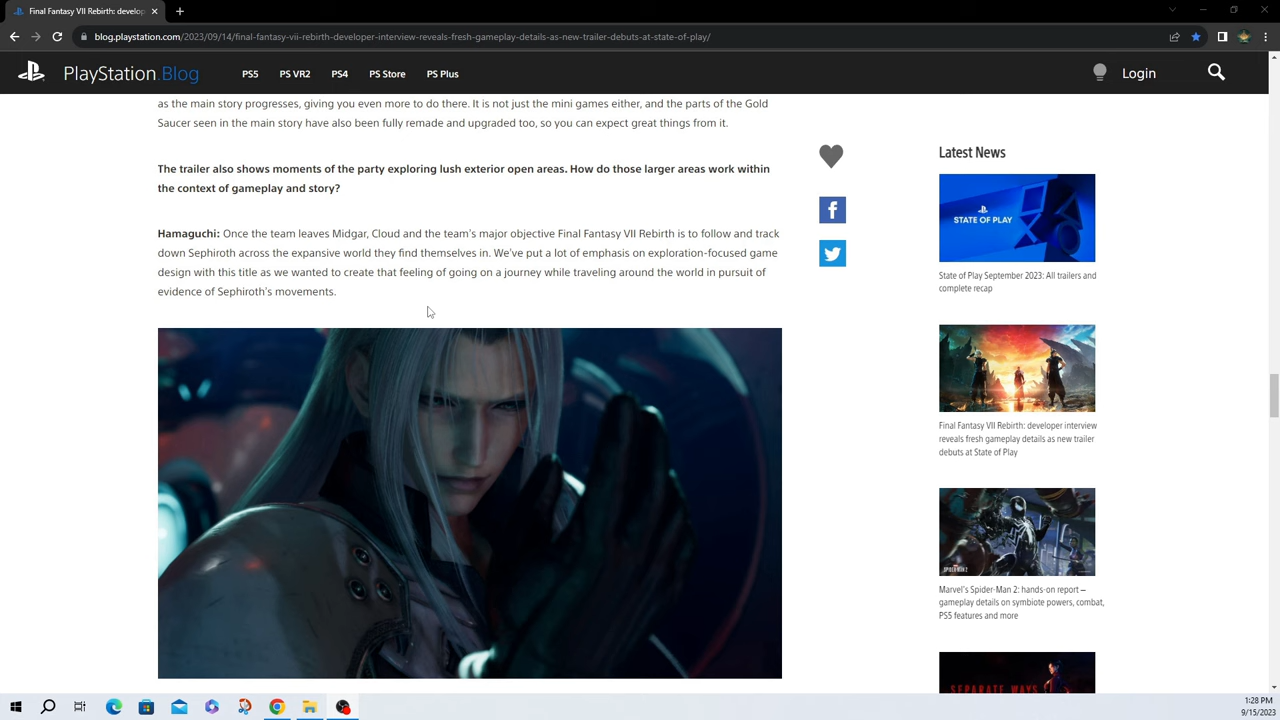 Final Fantasy VII Rebirth: develop
blog.playstation.com/2023/09/14/final-fantasy-vii-rebirth-developer-interview-reveals-fresh-gameplay-details-as-new-trailer-debuts-at-state-of-play/
PlayStation.Blog
PS5
PS VR2
PS4
PS Store
PS Plus
Login
as the main story progresses, giving you even more to do there. It is not just the mini games either, and the parts of the Gold
Saucer seen in the main story have also been fully remade and upgraded too, so you can expect great things from it.
The trailer also shows moments of the party exploring lush exterior open areas. How do those larger areas work within
the context of gameplay and story?
Hamaguchi: Once the team leaves Midgar, Cloud and the team's major objective Final Fantasy VII Rebirth is to follow and track
down Sephiroth across the expansive world they find themselves in. We've put a lot of emphasis on exploration-focused game
design with this title as we wanted to create that feeling of going on a journey while traveling around the world in pursuit of
evidence of Sephiroth's movements.
Latest News
STATE OF PLAY
State of Play September 2023: All trailers and
complete recap
Final Fantasy VII Rebirth: developer interview
reveals fresh gameplay details as new trailer
debuts at State of Play
SPIDER-MAN 2
Marvel's Spider-Man 2: hands-on report –
gameplay details on symbiote powers, combat,
PS5 features and more
SEPARATE WAYS
1:28 PM
9/15/2023